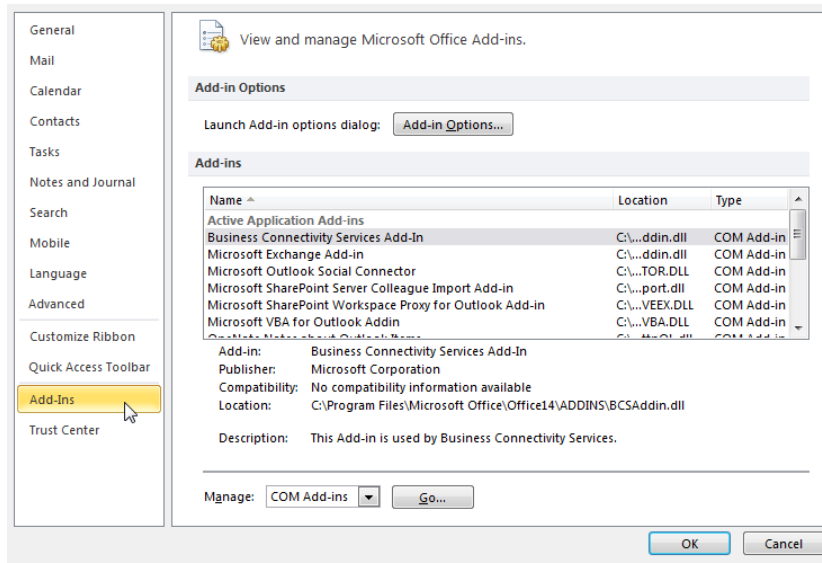 General
Mail
Calendar
Contacts
Tasks
Notes and Journal
Search
Mobile
Language
Advanced
Customize Ribbon
Quick Access Toolbar
Add-Ins
Trust Center
View and manage Microsoft Office Add-ins.
Add-in Options
Launch Add-in options dialog: Add-in Options...
Add-ins
Name Location Type
Active Application Add-ins
Business Connectivity Services Add-In C:\...ddin.dll COM Add-in
Microsoft Exchange Add-in C:\...ddin.dll COM Add-in
Microsoft Outlook Social Connector C:\...TOR.DLL COM Add-in
Microsoft SharePoint Server Colleague Import Add-in C:\...port.dll COM Add-in
Microsoft SharePoint Workspace Proxy for Outlook Add-in C:\...VEEX.DLL COM Add-in
Microsoft VBA for Outlook Addin C:\...VBA.DLL COM Add-in
OneNote Notes about Outlook Items COM Add-in
Add-in: Business Connectivity Services Add-In
Publisher: Microsoft Corporation
Compatibility: No compatibility information available
Location: C:\Program Files\Microsoft Office\Office14\ADDINS\BCSAddin.dll
Description: This Add-in is used by Business Connectivity Services.
Manage: COM Add-ins Go...
OK Cancel